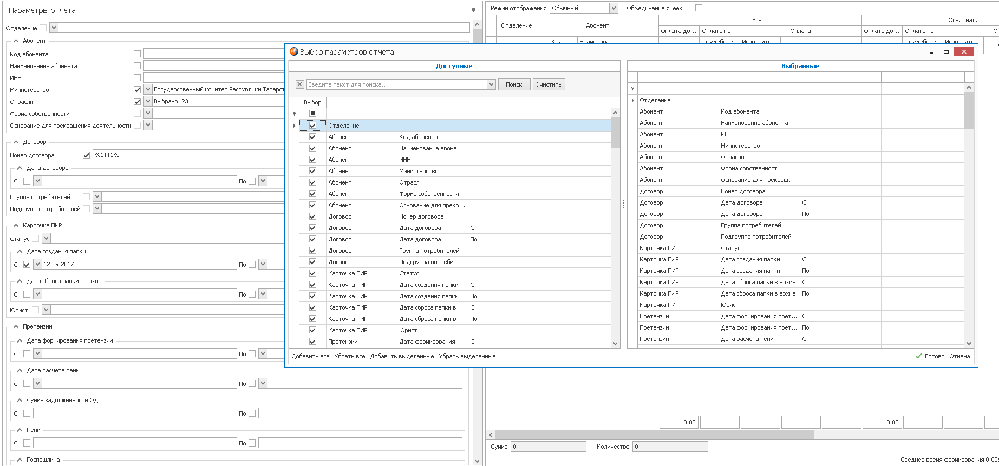 Параметры отчёта
Отделение
Абонент
Код абонента
Наименование абонента
ИНН
Министерство Государственный комитет Республики Татарст
Отрасли Выбрано: 23
Форма собственности
Основание для прекращения деятельности
Договор
Номер договора %1111%
Дата договора
С По
Группа потребителей
Подгруппа потребителей
Карточка ПИР
Статус
Дата создания папки
С 12.09.2017 По
Дата сброса папки в архив
С По
Юрист
Претензии
Дата формирования претензии
С По
Дата расчета пени
С По
Сумма задолженности ОД
С По
Пени
С По
Госпошлина
Режим отображения Обычный Объединение ячеек
Отделение Абонент Всего Осн. реал.
Оплата до... Оплата по... Оплата Оплата до... Оплата по...
Код Наименова... Судебное Исполните... Судебное Исполните...
Выбор параметров отчета
Доступные
Введите текст для поиска... Поиск Очистить
Выбор
Отделение
Абонент Код абонента
Абонент Наименование абоне...
Абонент ИНН
Абонент Министерство
Абонент Отрасли
Абонент Форма собственности
Абонент Основание для прекр...
Договор Номер договора
Договор Дата договора С
Договор Дата договора По
Договор Группа потребителей
Договор Подгруппа потребит...
Карточка ПИР Статус
Карточка ПИР Дата создания папки С
Карточка ПИР Дата создания папки По
Карточка ПИР Дата сброса папки в ... С
Карточка ПИР Дата сброса папки в ... По
Карточка ПИР Юрист
Претензии Дата формирования ... С
Выбранные
Отделение
Абонент Код абонента
Абонент Наименование абонента
Абонент ИНН
Абонент Министерство
Абонент Отрасли
Абонент Форма собственности
Абонент Основание для прекращ...
Договор Номер договора
Договор Дата договора С
Договор Дата договора По
Договор Группа потребителей
Договор Подгруппа потребителей
Карточка ПИР Статус
Карточка ПИР Дата создания папки С
Карточка ПИР Дата создания папки По
Карточка ПИР Дата сброса папки в архив С
Карточка ПИР Дата сброса папки в архив По
Карточка ПИР Юрист
Претензии Дата формирования прет... С
Претензии Дата формирования прет... По
Претензии Дата расчета пени С
Добавить все Убрать все Добавить выделенные Убрать выделенные Готово Отмена
0,00 0,00
Сумма 0 Количество 0
Среднее время формирования 0:00: